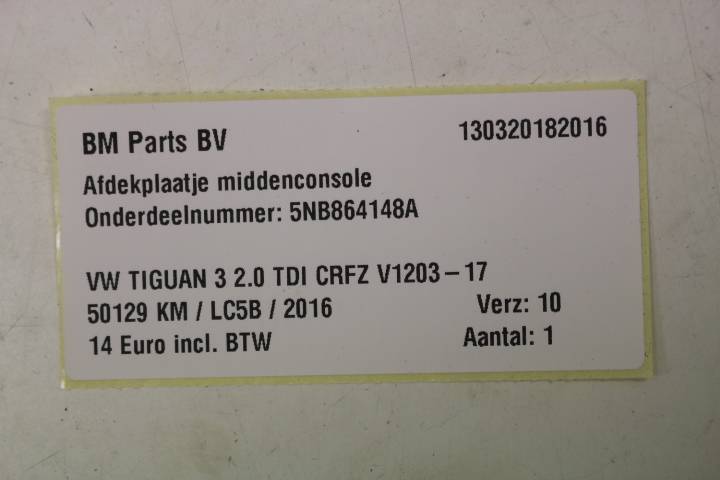 BM Parts BV 130320182016
Afdekplaatje middenconsole
Onderdeelnummer: 5NB864148A
VW TIGUAN 3 2.0 TDI CRFZ V1203 – 17
50129 KM / LC5B / 2016 Verz: 10
14 Euro incl. BTW Aantal: 1